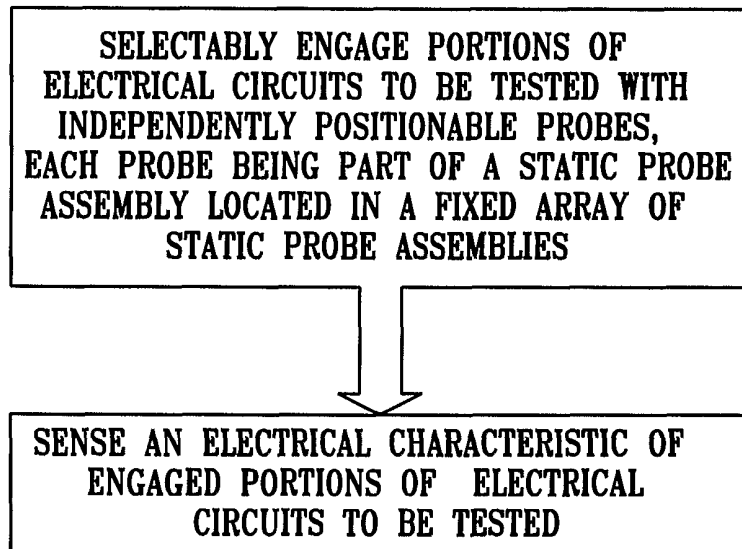 SELECTABLY ENGAGE PORTIONS OF
ELECTRICAL CIRCUITS TO BE TESTED WITH
INDEPENDENTLY POSITIONABLE PROBES,
EACH PROBE BEING PART OF A STATIC PROBE
ASSEMBLY LOCATED IN A FIXED ARRAY OF
STATIC PROBE ASSEMBLIES
SENSE AN ELECTRICAL CHARACTERISTIC OF
ENGAGED PORTIONS OF ELECTRICAL
CIRCUITS TO BE TESTED